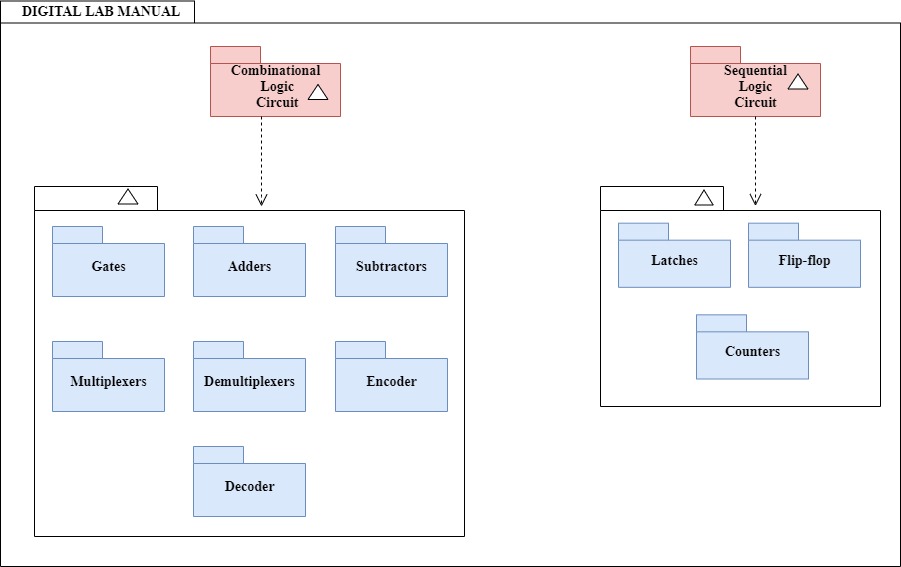 DIGITAL LAB MANUAL
Combinational
Logic
Circuit
Sequential
Logic
Circuit
Gates
Adders
Subtractors
Multiplexers
Demultiplexers
Encoder
Decoder
Latches
Flip-flop
Counters